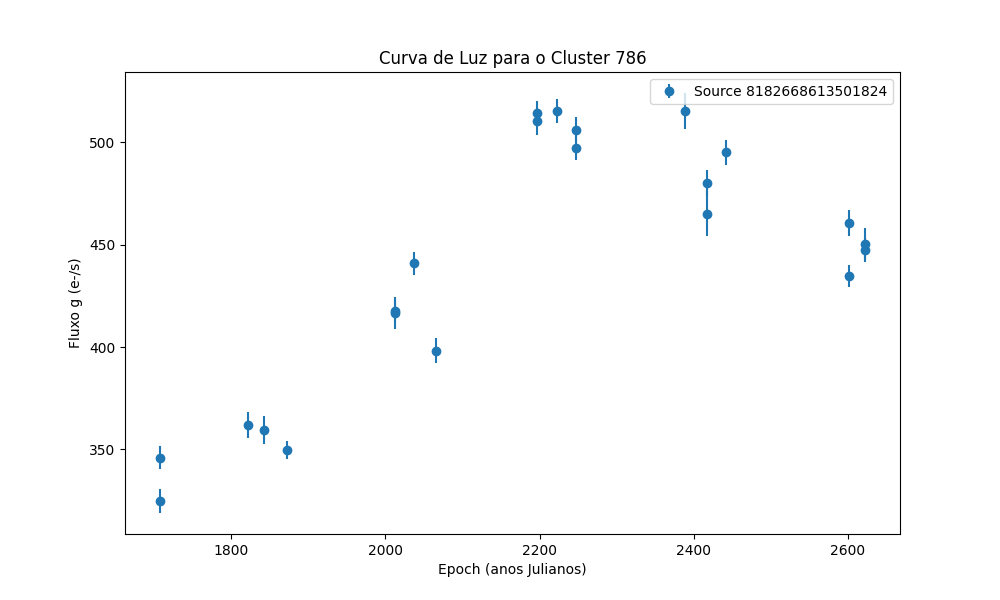 Curva de Luz para o Cluster 786
Source 8182668613501824
Fluxo g (e-/s)
500
450
400
350
1800 2000 2200 2400 2600
Epoch (anos Julianos)